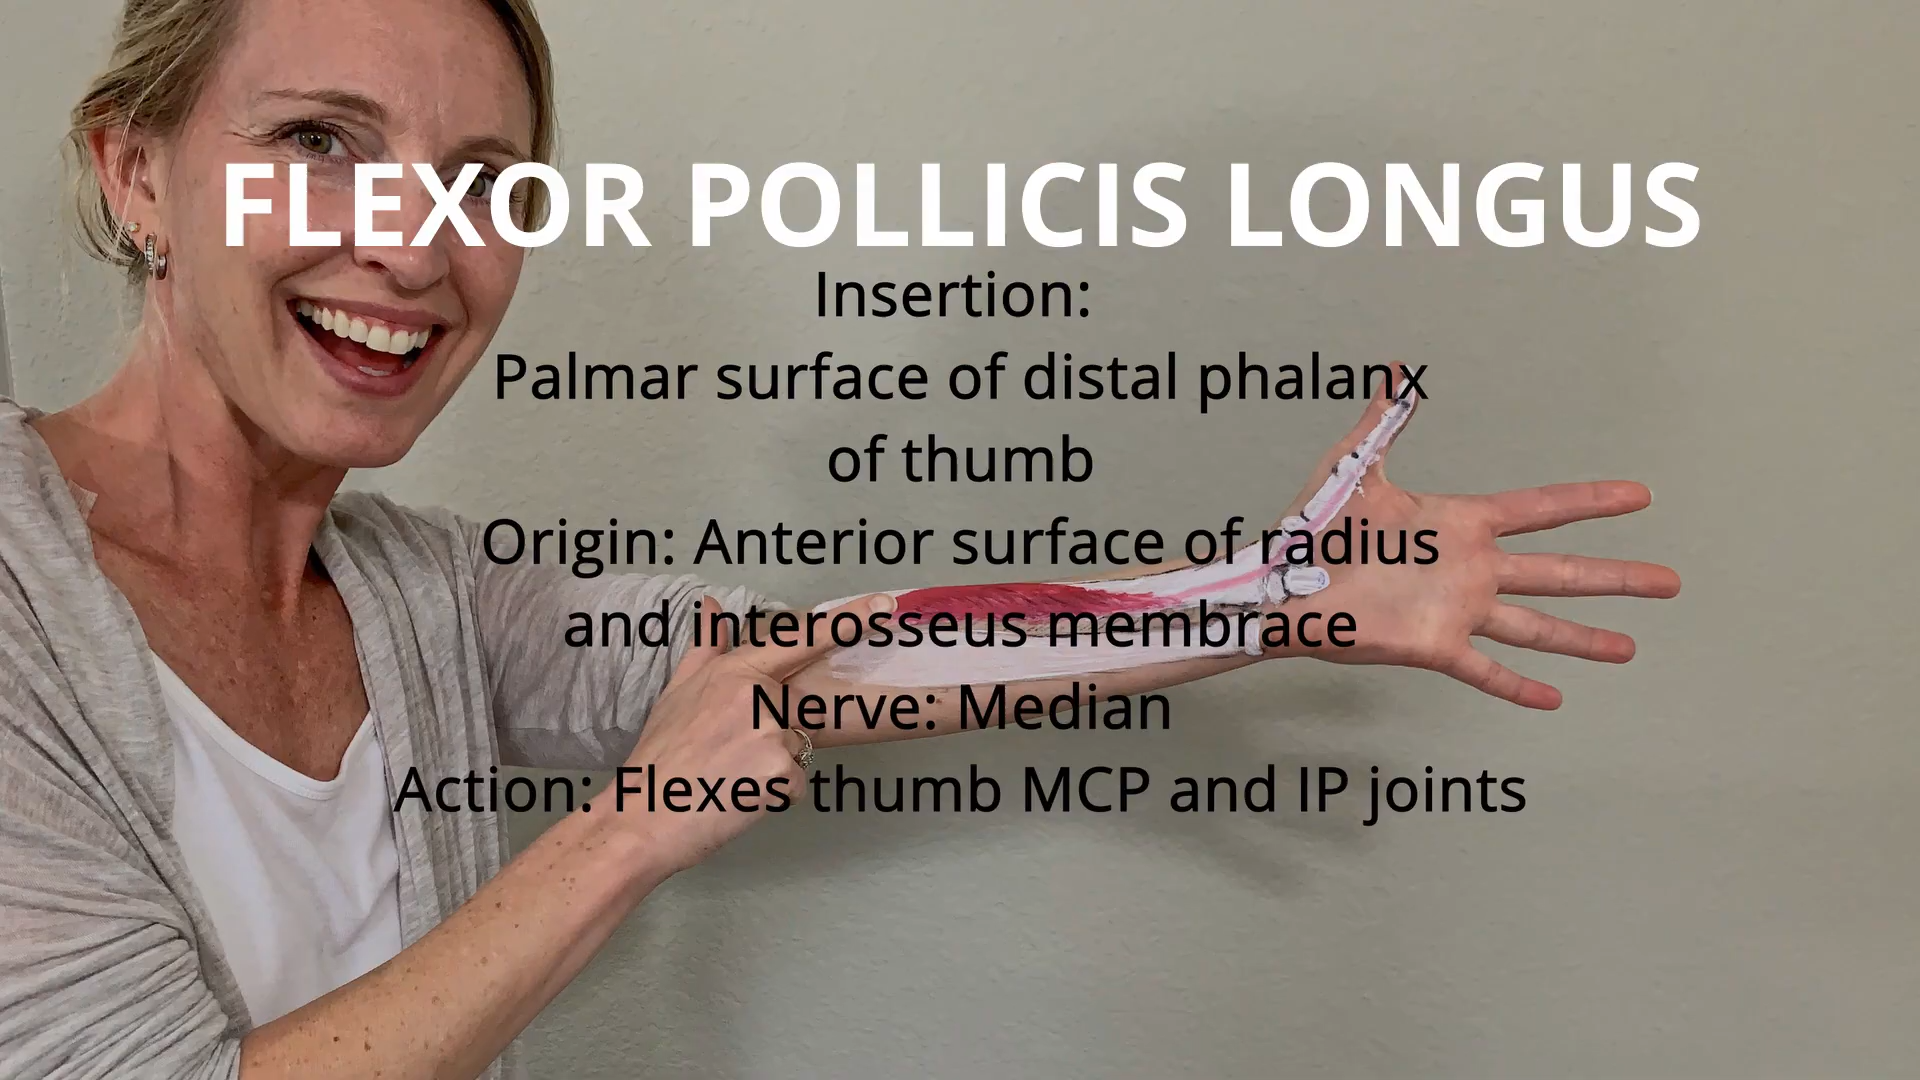 FLEXOR POLLICIS LONGUS
Insertion:
Palmar surface of distal phalanx
of thumb
Origin: Anterior surface of radius
and interosseus membrace
Nerve: Median
Action: Flexes thumb MCP and IP joints